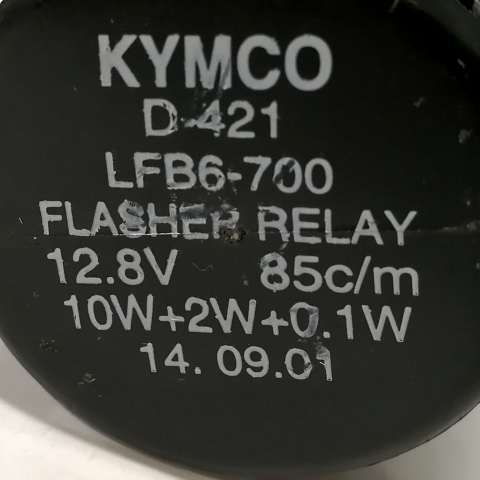 KYMCO
D-421
LFB6-700
FLASHER RELAY
12.8V 85c/m
10W+2W+0.1W
14. 09.01